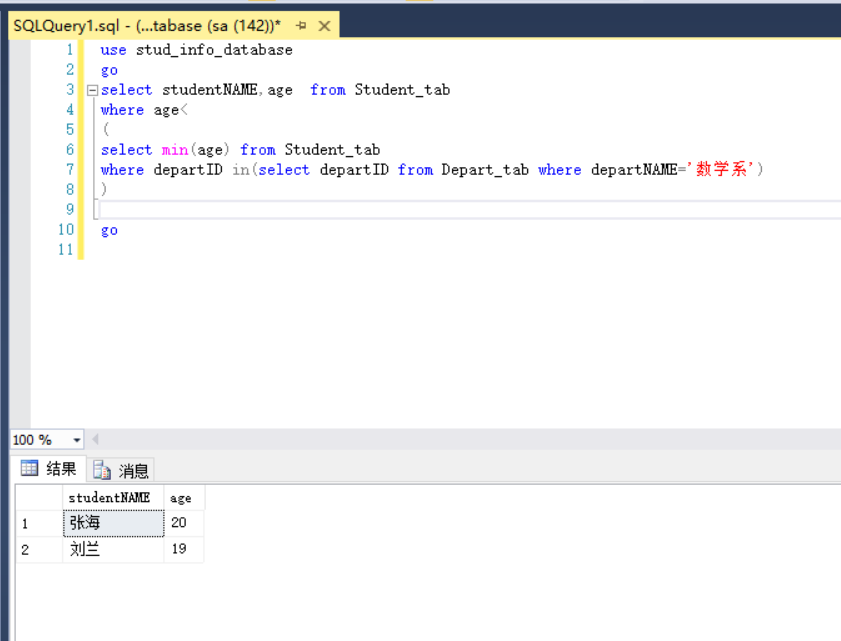 SQLQuery1.sql - (...tabase (sa (142))*
1 use stud_info_database
2 go
3 select studentNAME,age  from Student_tab
4 where age<
5 (
6 select min(age) from Student_tab
7 where departID in(select departID from Depart_tab where departNAME='数学系')
8 )
9
10 go
11
100 %
结果 消息
studentNAME age
1 张海 20
2 刘兰 19